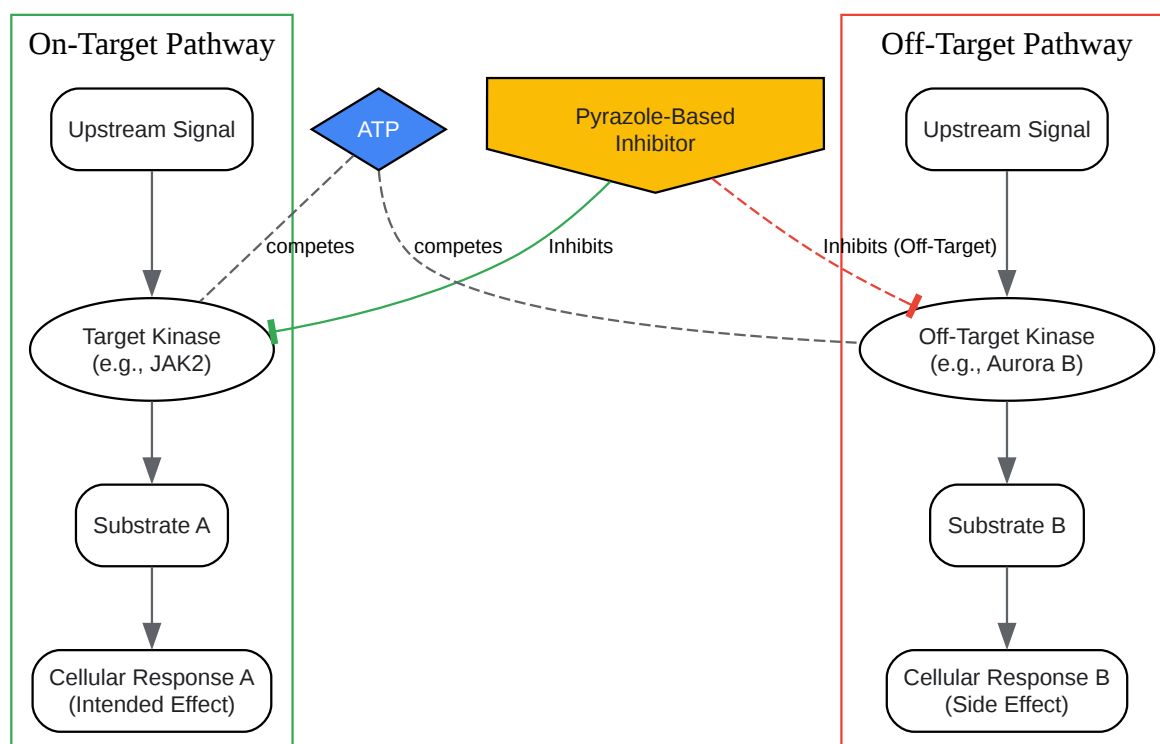 On-Target Pathway
Off-Target Pathway
Upstream Signal
ATP
Pyrazole-Based
Inhibitor
Upstream Signal
competes
competes
Inhibits
Inhibits (Off-Target)
Target Kinase
(e.g., JAK2)
Off-Target Kinase
(e.g., Aurora B)
Substrate A
Substrate B
Cellular Response A
(Intended Effect)
Cellular Response B
(Side Effect)